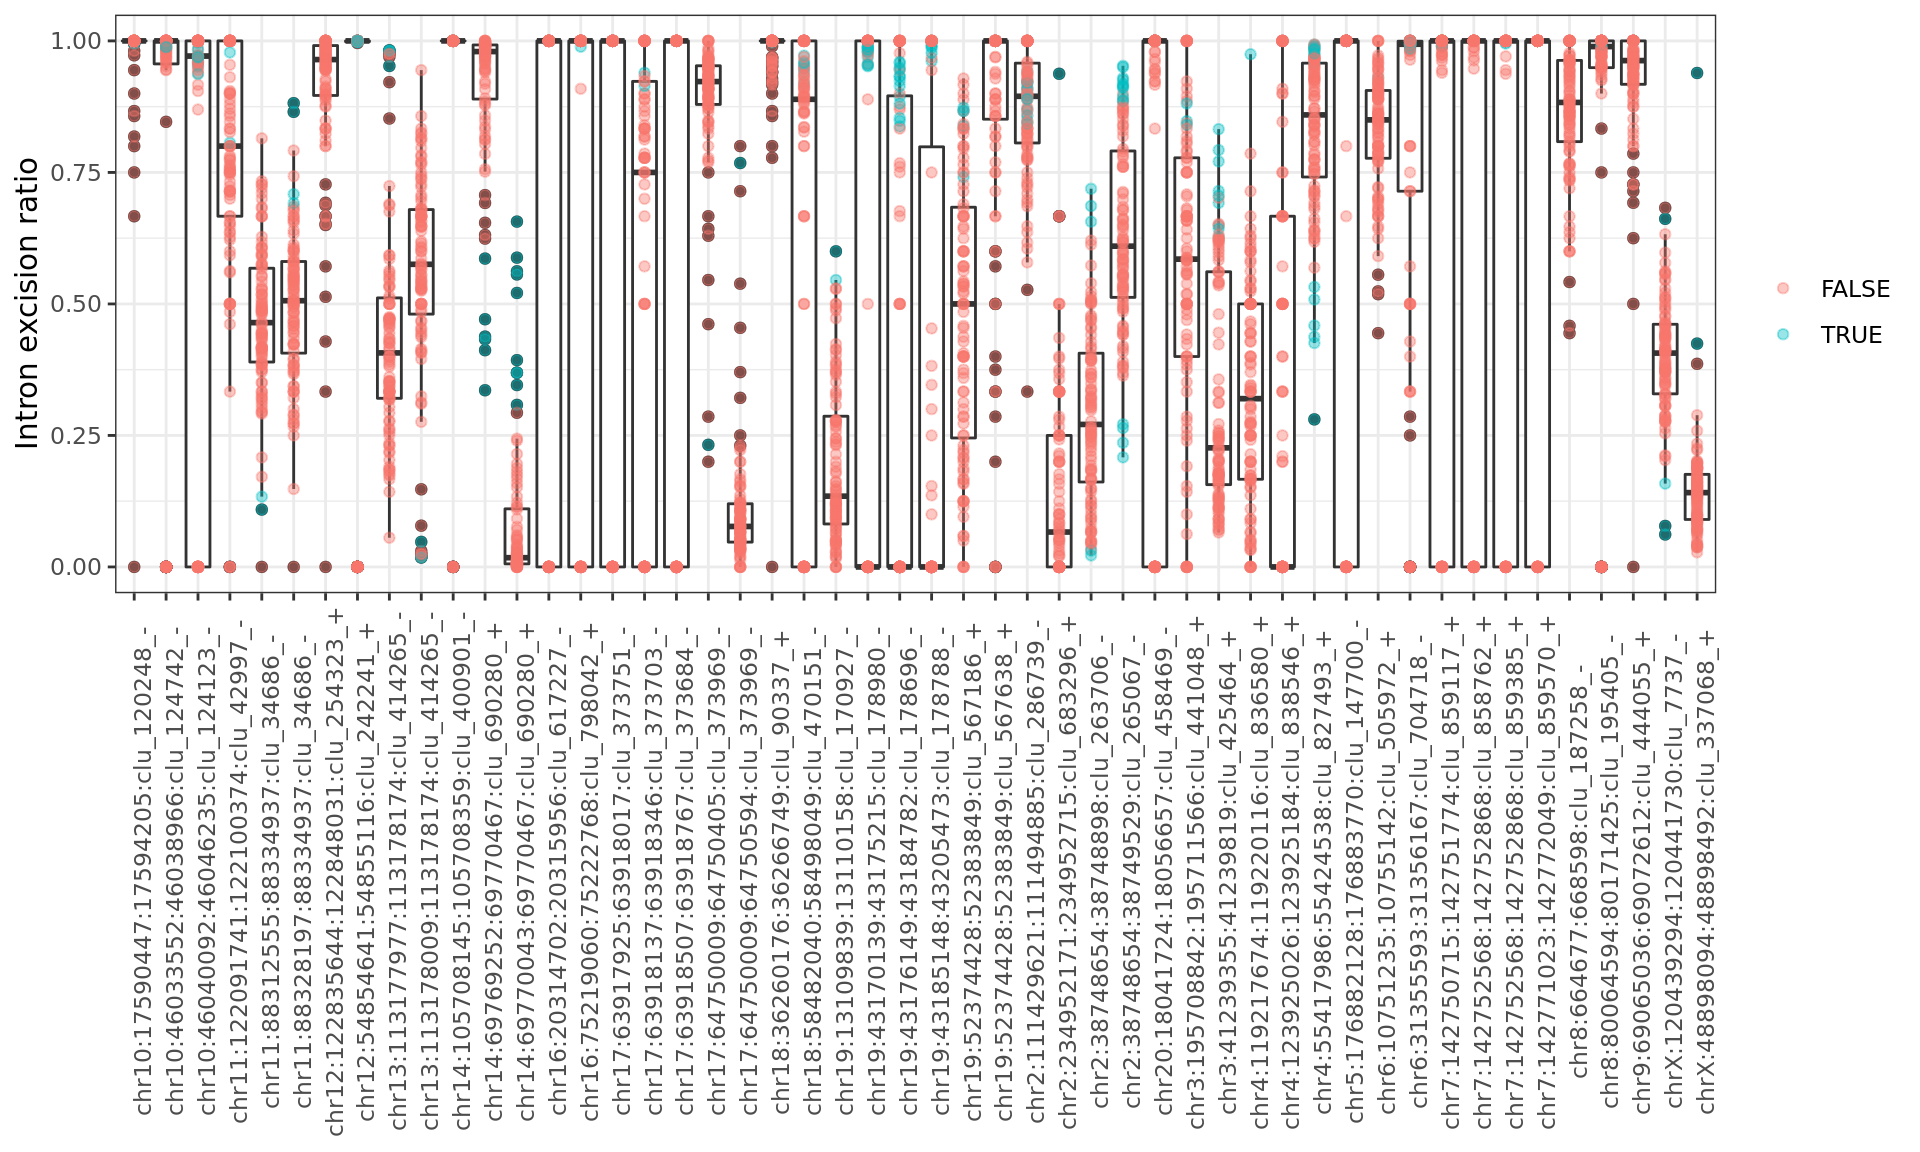 Intron excision ratio
1.00
0.75
0.50
0.25
0.00
chr10:17590447:17594205:clu_120248_-
chr10:46033552:46038966:clu_124742_-
chr10:46040092:46046235:clu_124123_-
chr11:122091741:122100374:clu_42997_-
chr11:88312555:88334937:clu_34686_-
chr11:88328197:88334937:clu_34686_-
chr12:122835644:122848031:clu_254323_+
chr12:54854641:54855116:clu_242241_+
chr13:113177977:113178174:clu_414265_-
chr13:113178009:113178174:clu_414265_-
chr14:105708145:105708359:clu_400901_-
chr14:69769252:69770467:clu_690280_+
chr14:69770043:69770467:clu_690280_+
chr16:20314702:20315956:clu_617227_-
chr16:75219060:75222768:clu_798042_+
chr17:63917925:63918017:clu_373751_-
chr17:63918137:63918346:clu_373703_-
chr17:63918507:63918767:clu_373684_-
chr17:64750009:64750405:clu_373969_-
chr17:64750009:64750594:clu_373969_-
chr18:36260176:36266749:clu_90337_+
chr18:58482040:58498049:clu_470151_-
chr19:13109839:13110158:clu_170927_-
chr19:43170139:43175215:clu_178980_-
chr19:43176149:43184782:clu_178696_-
chr19:43185148:43205473:clu_178788_-
chr19:52374428:52383849:clu_567186_+
chr19:52374428:52383849:clu_567638_+
chr2:111429621:111494885:clu_286739_-
chr2:234952171:234952715:clu_683296_+
chr2:38748654:38748898:clu_263706_-
chr2:38748654:38749529:clu_265067_-
chr20:18041724:18056657:clu_458469_-
chr3:195708842:195711566:clu_441048_+
chr3:41239355:41239819:clu_425464_+
chr4:119217674:119220116:clu_836580_+
chr4:123925026:123925184:clu_838546_+
chr4:55417986:55424538:clu_827493_+
chr5:176882128:176883770:clu_147700_-
chr6:107551235:107555142:clu_505972_+
chr6:31355593:31356167:clu_704718_-
chr7:142750715:142751774:clu_859117_+
chr7:142752568:142752868:clu_858762_+
chr7:142752568:142752868:clu_859385_+
chr7:142771023:142772049:clu_859570_+
chr8:664677:668598:clu_187258_-
chr8:80064594:80171425:clu_195405_-
chr9:69065036:69072612:clu_444055_+
chrX:12043929​4:120441730:clu_7737_-
chrX:48898094:48898492:clu_337068_+
FALSE
TRUE